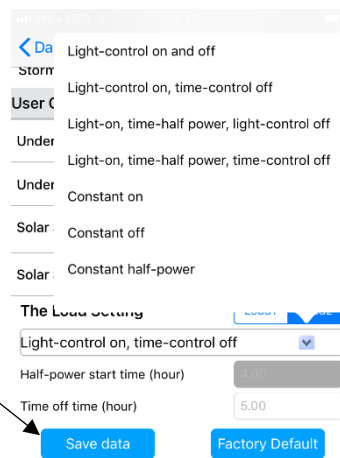 Da
Light-control on and off
Storm
Light-control on, time-control off
User
Light-on, time-half power, light-control off
Under
Light-on, time-half power, time-control off
Under
Constant on
Solar
Constant off
Solar
Constant half-power
The Load Setting
Light-control on, time-control off
Half-power start time (hour) 4.00
Time off time (hour) 5.00
Save data Factory Default